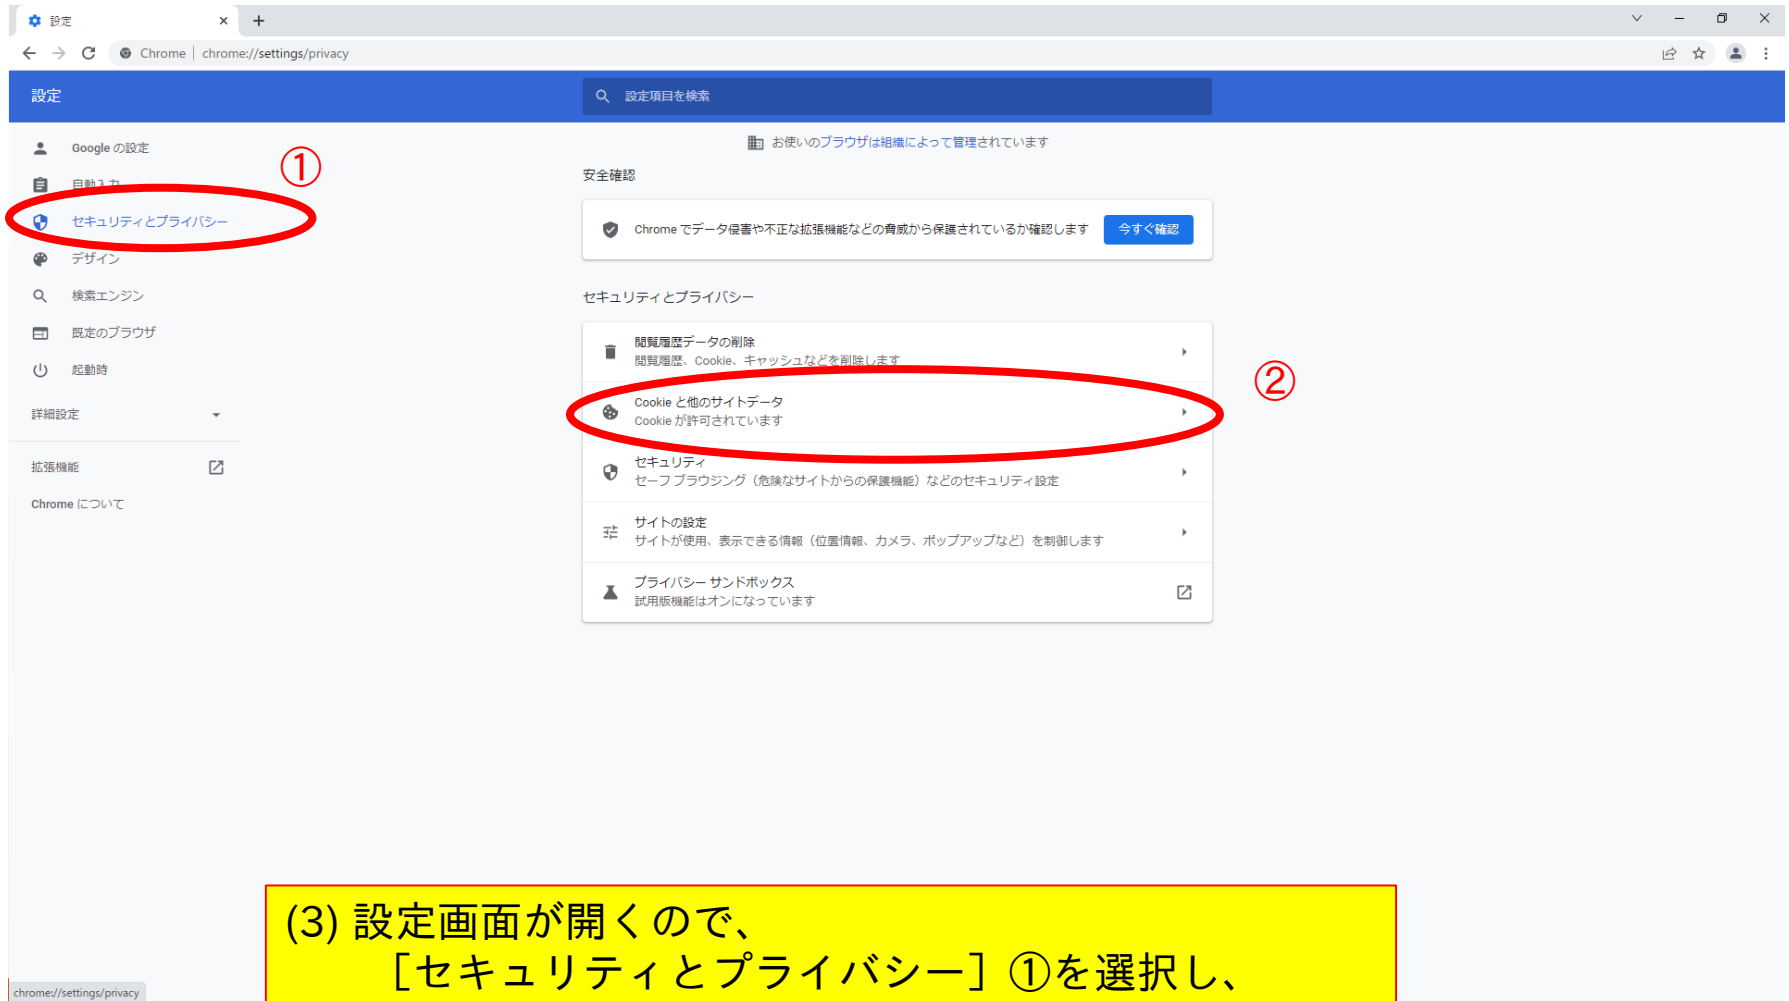 設定
Chrome | chrome://settings/privacy
設定
設定項目を検索
Google の設定
自動入力
セキュリティとプライバシー
デザイン
検索エンジン
既定のブラウザ
起動時
詳細設定
拡張機能
Chrome について
①
お使いのブラウザは組織によって管理されています
安全確認
Chrome でデータ侵害や不正な拡張機能などの脅威から保護されているか確認します
今すぐ確認
セキュリティとプライバシー
閲覧履歴データの削除
閲覧履歴、Cookie、キャッシュなどを削除します
②
Cookie と他のサイトデータ
Cookie が許可されています
セキュリティ
セーフ ブラウジング（危険なサイトからの保護機能）などのセキュリティ設定
サイトの設定
サイトが使用、表示できる情報（位置情報、カメラ、ポップアップなど）を制御します
プライバシー サンドボックス
試用版機能はオンになっています
(3) 設定画面が開くので、
［セキュリティとプライバシー］①を選択し、
chrome://settings/privacy